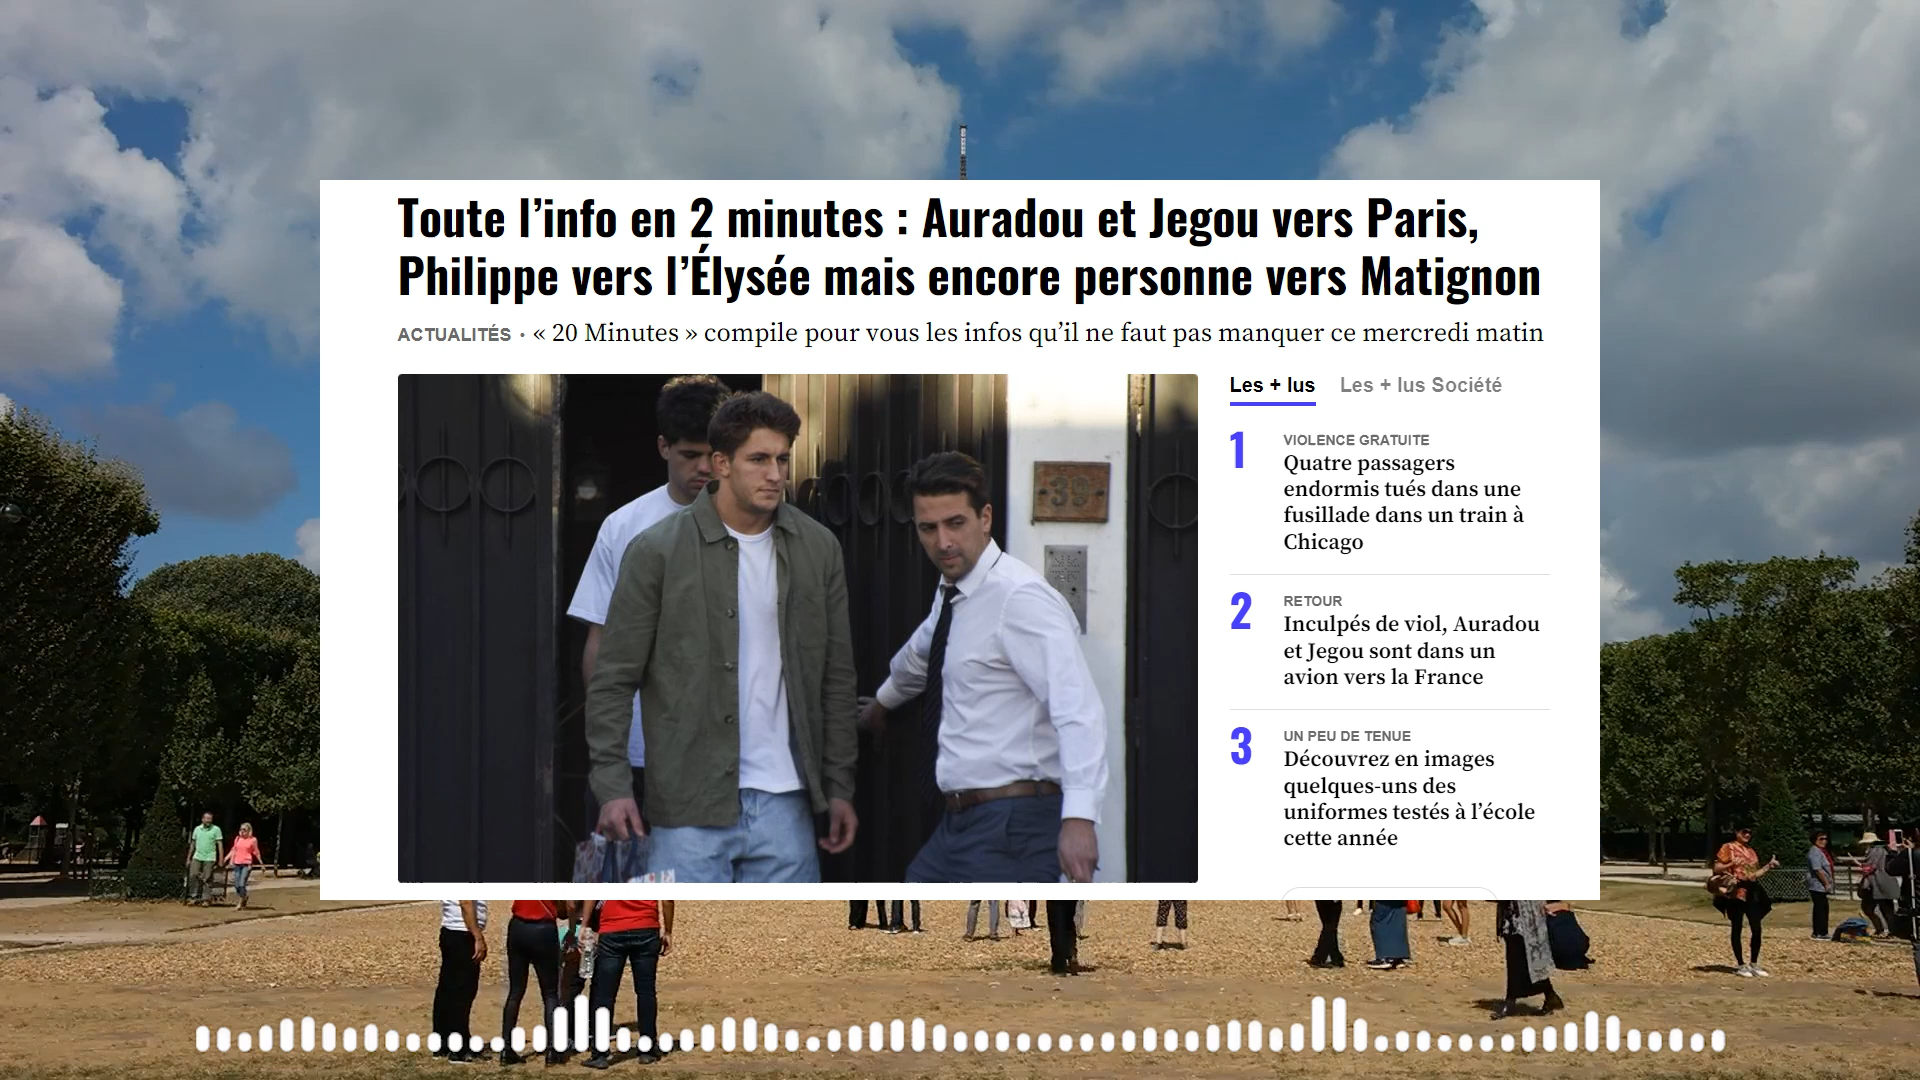 Toute l’info en 2 minutes : Auradou et Jegou vers Paris,
Philippe vers l’Élysée mais encore personne vers Matignon
ACTUALITÉS • « 20 Minutes » compile pour vous les infos qu’il ne faut pas manquer ce mercredi matin
39
Les + lus
Les + lus Société
1
VIOLENCE GRATUITE
Quatre passagers
endormis tués dans une
fusillade dans un train à
Chicago
2
RETOUR
Inculpés de viol, Auradou
et Jegou sont dans un
avion vers la France
3
UN PEU DE TENUE
Découvrez en images
quelques-uns des
uniformes testés à l’école
cette année